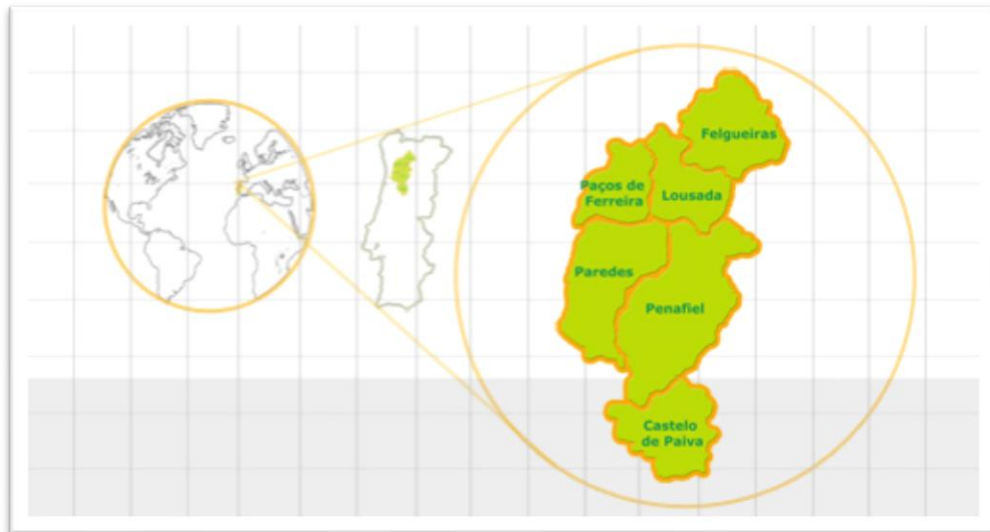 Felgueiras
Paços de
Ferreira
Lousada
Paredes
Penafiel
Castelo
de Paiva